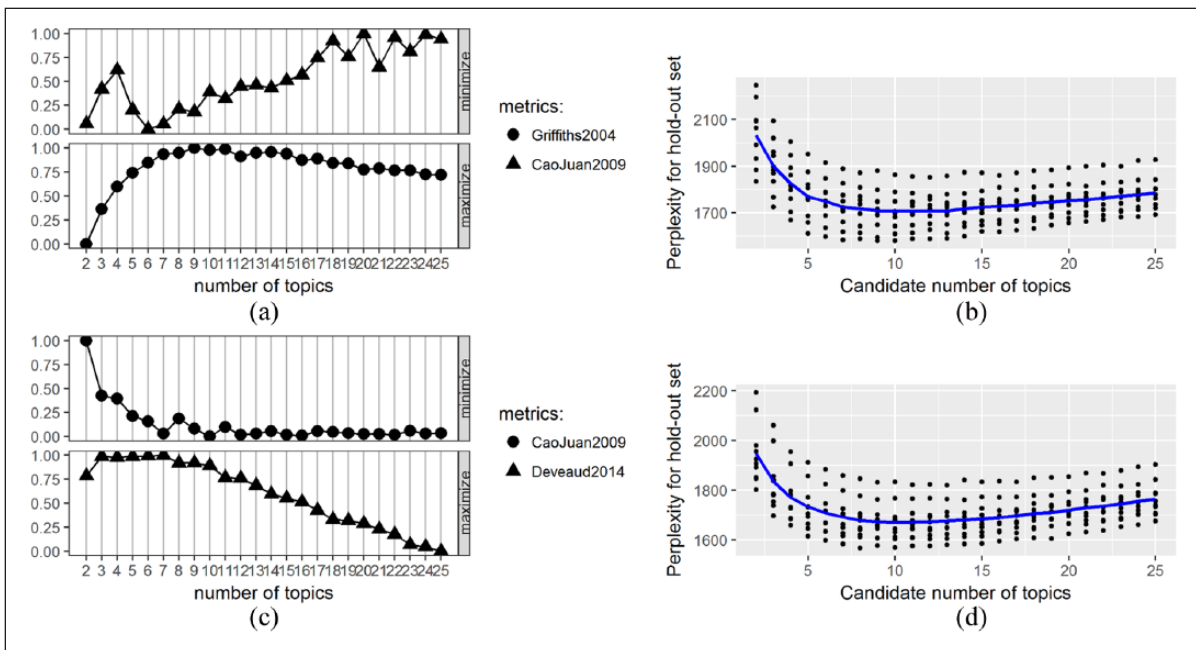 1.00
0.75
0.50
0.25
0.00
minimize
1.00
0.75
0.50
0.25
0.00
maximize
2 3 4 5 6 7 8 9 10 11 12 13 14 15 16 17 18 19 20 21 22 23 24 25
number of topics
(a)
metrics:
Griffiths2004
CaoJuan2009
Perplexity for hold-out set
2100
1900
1700
5 10 15 20 25
Candidate number of topics
(b)
1.00
0.75
0.50
0.25
0.00
minimize
1.00
0.75
0.50
0.25
0.00
maximize
2 3 4 5 6 7 8 9 10 11 12 13 14 15 16 17 18 19 20 21 22 23 24 25
number of topics
(c)
metrics:
CaoJuan2009
Deveaud2014
Perplexity for hold-out set
2200
2000
1800
1600
5 10 15 20 25
Candidate number of topics
(d)